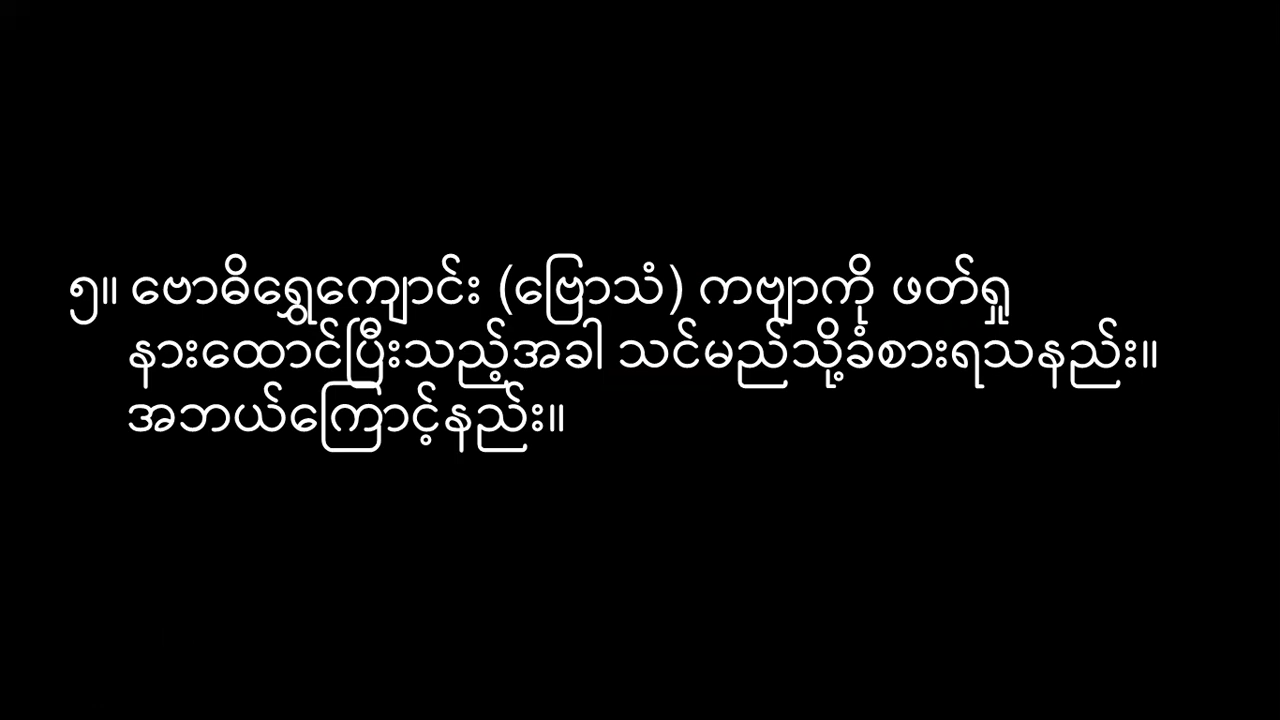 ၅။ ဗောဓိရွှေကျောင်း (ဗြောသံ) ကဗျာကို ဖတ်ရှု
နားထောင်ပြီးသည့်အခါ သင်မည်သို့ခံစားရသနည်း။
အဘယ်ကြောင့်နည်း။